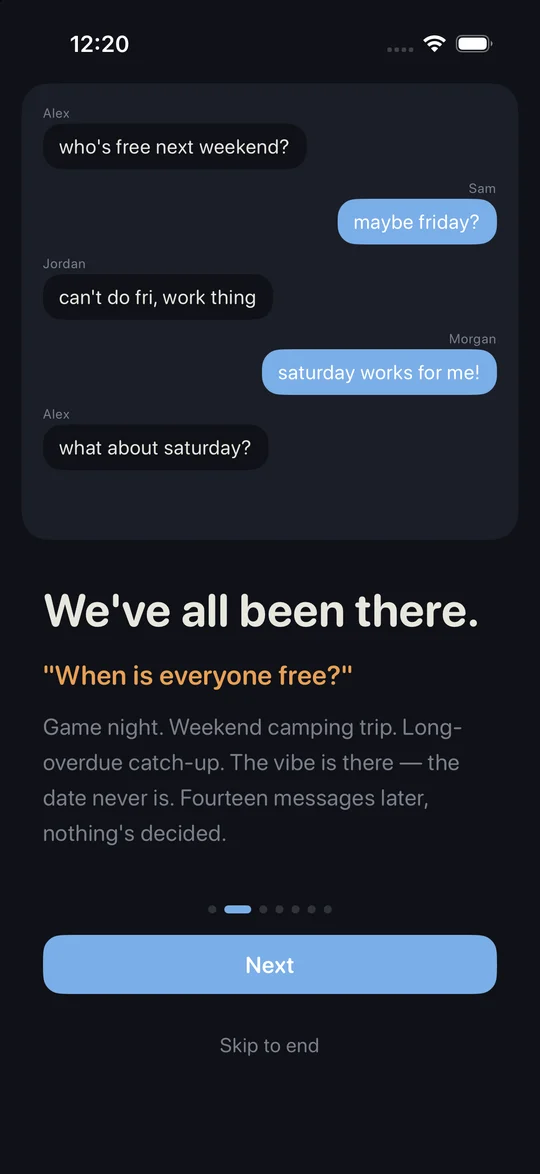 12:20
Alex
who's free next weekend?
Sam
maybe friday?
Jordan
can't do fri, work thing
Morgan
saturday works for me!
Alex
what about saturday?
We've all been there.
"When is everyone free?"
Game night. Weekend camping trip. Long-
overdue catch-up. The vibe is there — the
date never is. Fourteen messages later,
nothing's decided.
Next
Skip to end